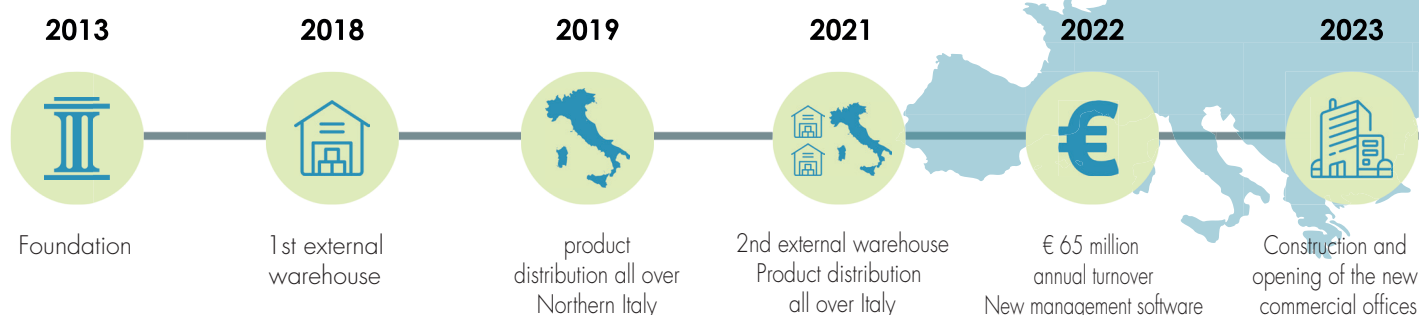 2013
Foundation
2018
1st external
warehouse
2019
product
distribution all over
Northern Italy
2021
2nd external warehouse
Product distribution
all over Italy
2022
€
€ 65 million
annual turnover
New management software
2023
Construction and
opening of the new
commercial offices